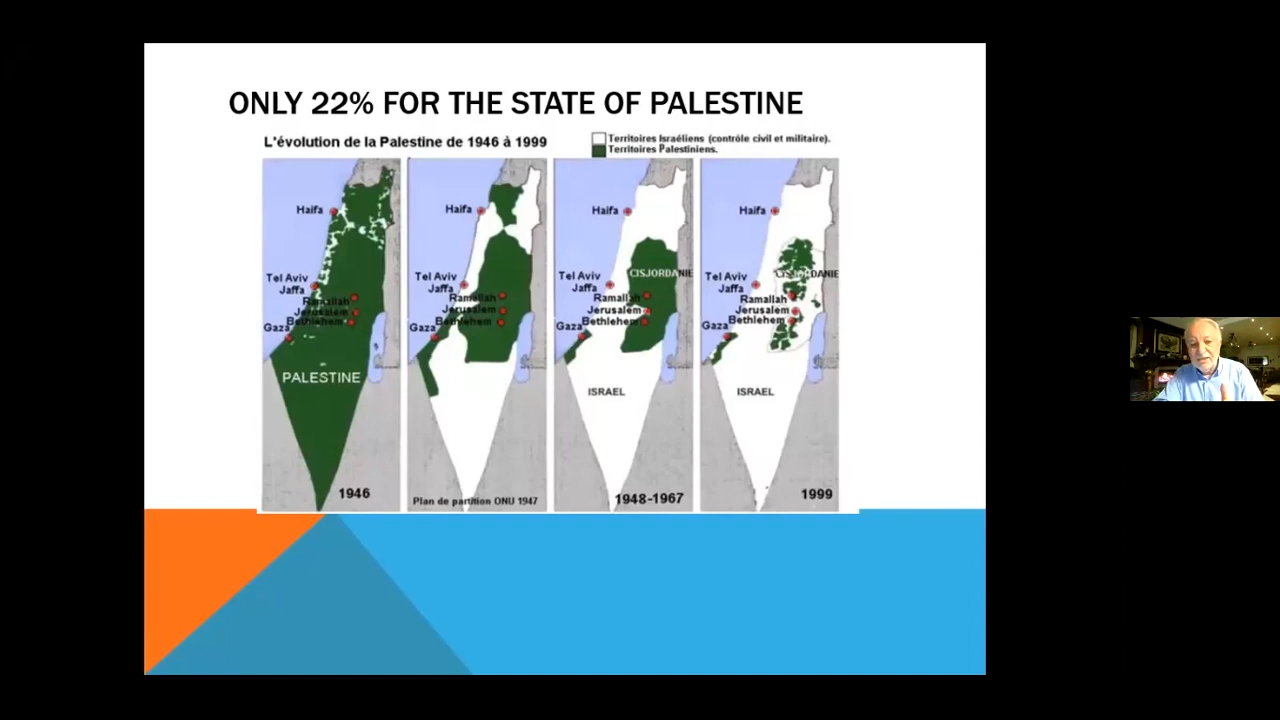 ONLY 22% FOR THE STATE OF PALESTINE
L'évolution de la Palestine de 1946 à 1999
Territoires Israéliens (contrôle civil et militaire).
Territoires Palestiniens.
Haifa
Tel Aviv
Jaffa
Ramallah
Jerusalem
Bethlehem
Gaza
PALESTINE
1946
Haifa
Tel Aviv
Jaffa
Ramallah
Jerusalem
Bethlehem
Gaza
Plan de partition ONU 1947
Haifa
CISJORDANIE
Tel Aviv
Jaffa
Ramallah
Jerusalem
Bethlehem
Gaza
ISRAEL
1948-1967
Haifa
CISJORDANIE
Tel Aviv
Jaffa
Ramallah
Jerusalem
Bethlehem
Gaza
ISRAEL
1999